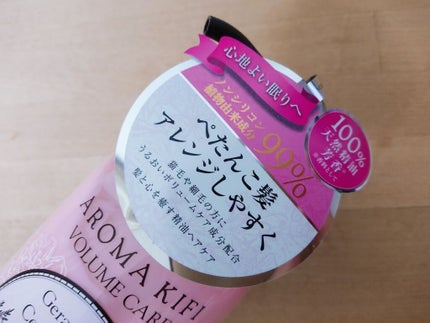 心地よい眠りへ
ノンシリコン
植物由来成分
99%
100%
天然精油
芳香
ぺたんこ髪
アレンジしやすく
猫毛や細毛の方に
うるおいボリュームケア成分配合
髪と心を癒す精油ヘアケア
AROMA KIFI
VOLUME CARE
Gera